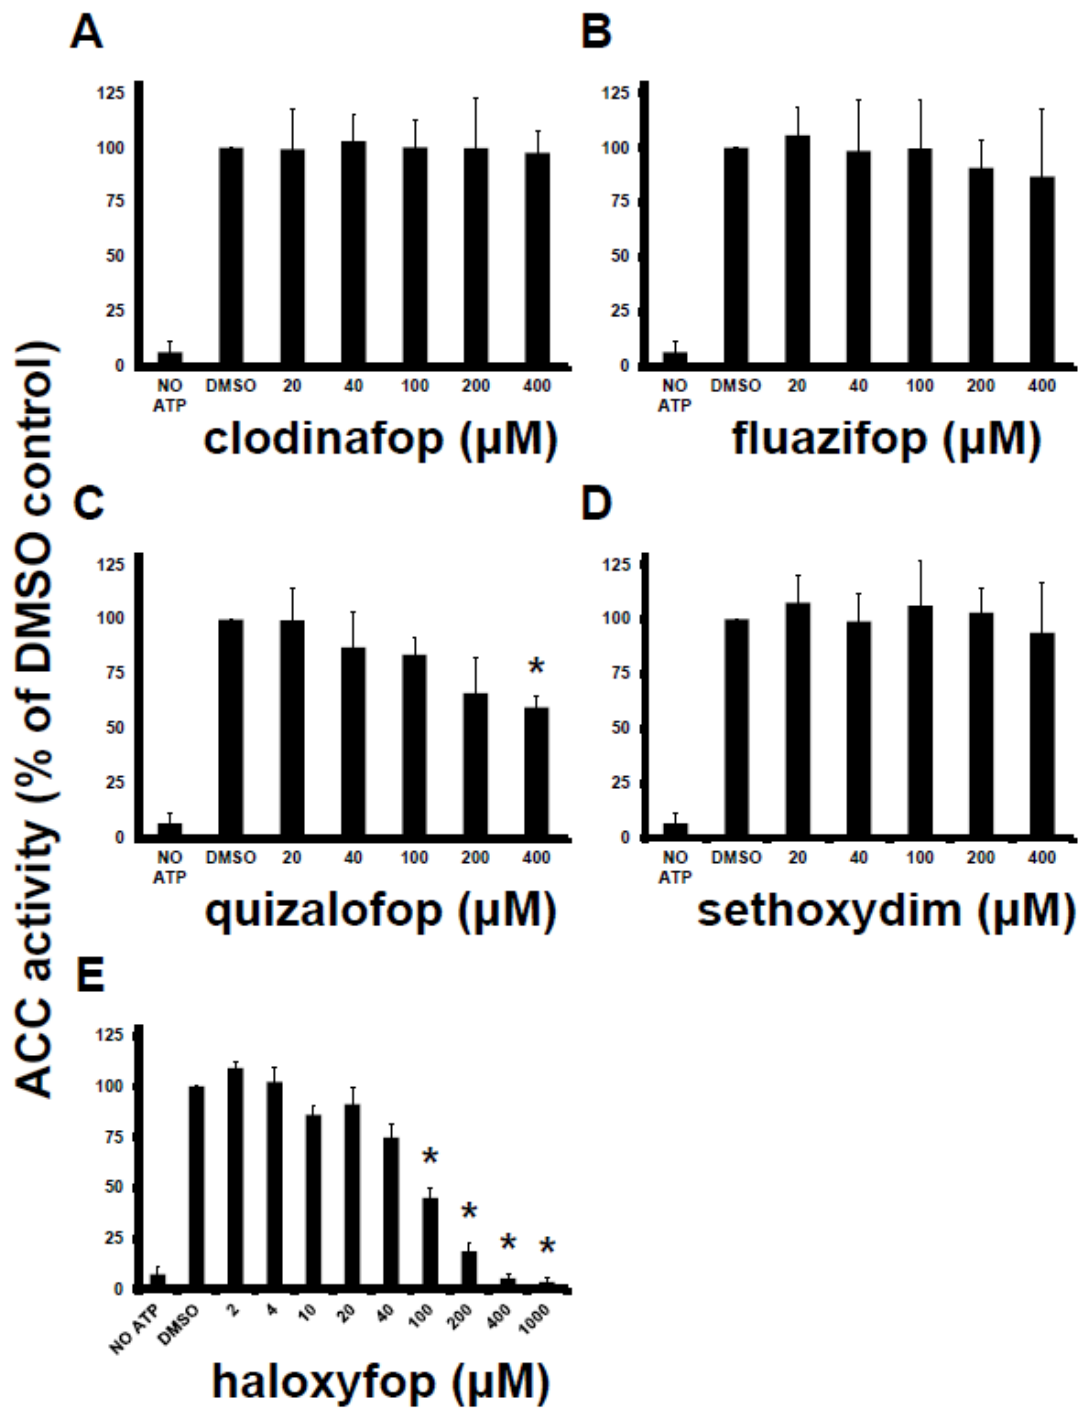 ACC activity (% of DMSO control)
A
125
100
75
50
25
0
NO ATP DMSO 20 40 100 200 400
clodinafop (µM)
B
125
100
75
50
25
0
NO ATP DMSO 20 40 100 200 400
fluazifop (µM)
C
125
100
75
50
25
0
*
NO ATP DMSO 20 40 100 200 400
quizalofop (µM)
D
125
100
75
50
25
0
NO ATP DMSO 20 40 100 200 400
sethoxydim (µM)
E
125
100
75
50
25
0
* * * *
NO ATP DMSO 2 4 10 20 40 100 200 400 1000
haloxyfop (µM)